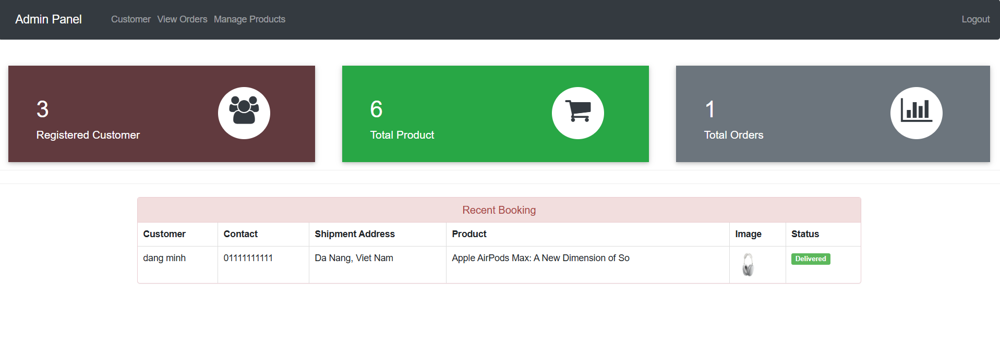 Admin Panel Customer View Orders Manage Products Logout
3
Registered Customer
6
Total Product
1
Total Orders
Recent Booking
Customer Contact Shipment Address Product Image Status
dang minh 01111111111 Da Nang, Viet Nam Apple AirPods Max: A New Dimension of So Delivered